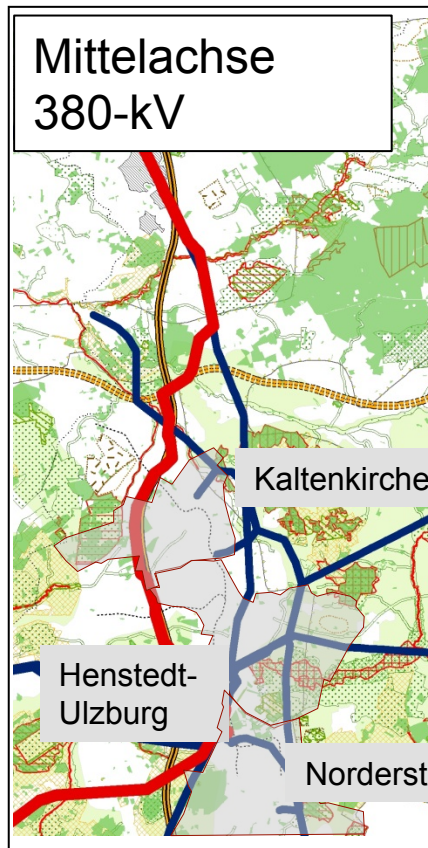 Mittelachse
380-kV
Kaltenkirche
Henstedt-
Ulzburg
Norderst